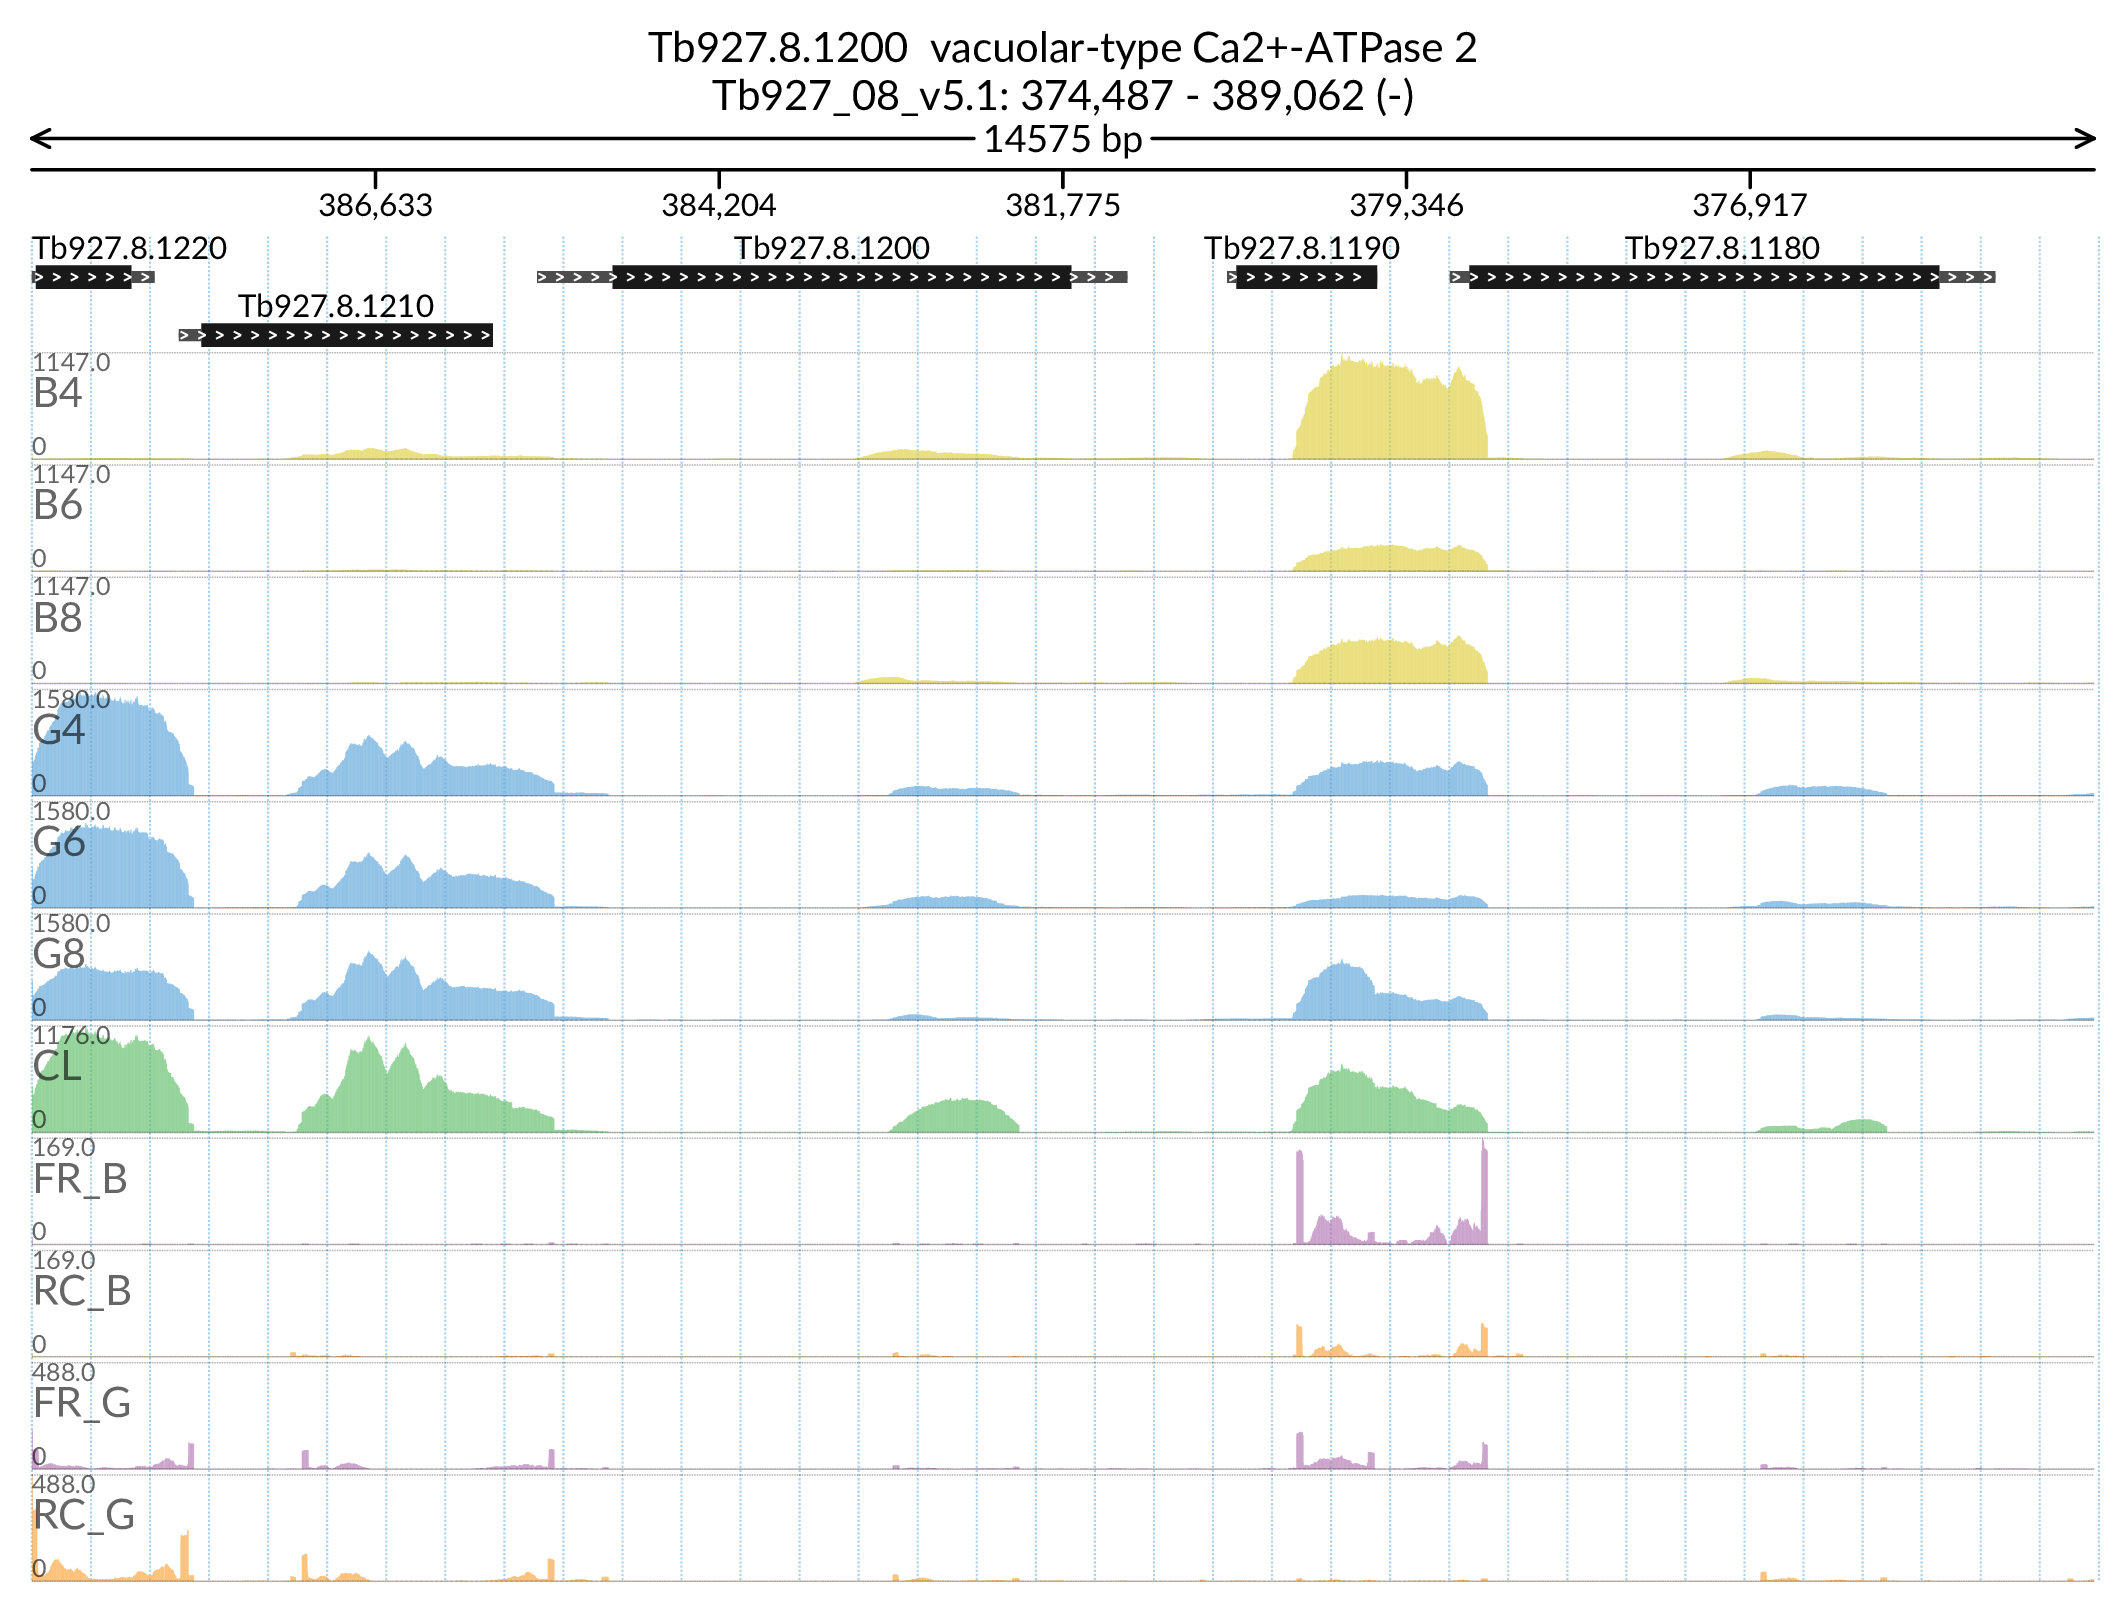 Tb927.8.1200 vacuolar-type Ca2+-ATPase 2
Tb927_08_v5.1: 374,487 - 389,062 (-)
14575 bp
386,633 384,204 381,775 379,346 376,917
Tb927.8.1220 Tb927.8.1200 Tb927.8.1190 Tb927.8.1180
Tb927.8.1210
1147.0
B4
0
1147.0
B6
0
1147.0
B8
0
1580.0
G4
0
1580.0
G6
0
1580.0
G8
0
1176.0
CL
0
169.0
FR_B
0
169.0
RC_B
0
488.0
FR_G
0
488.0
RC_G
0